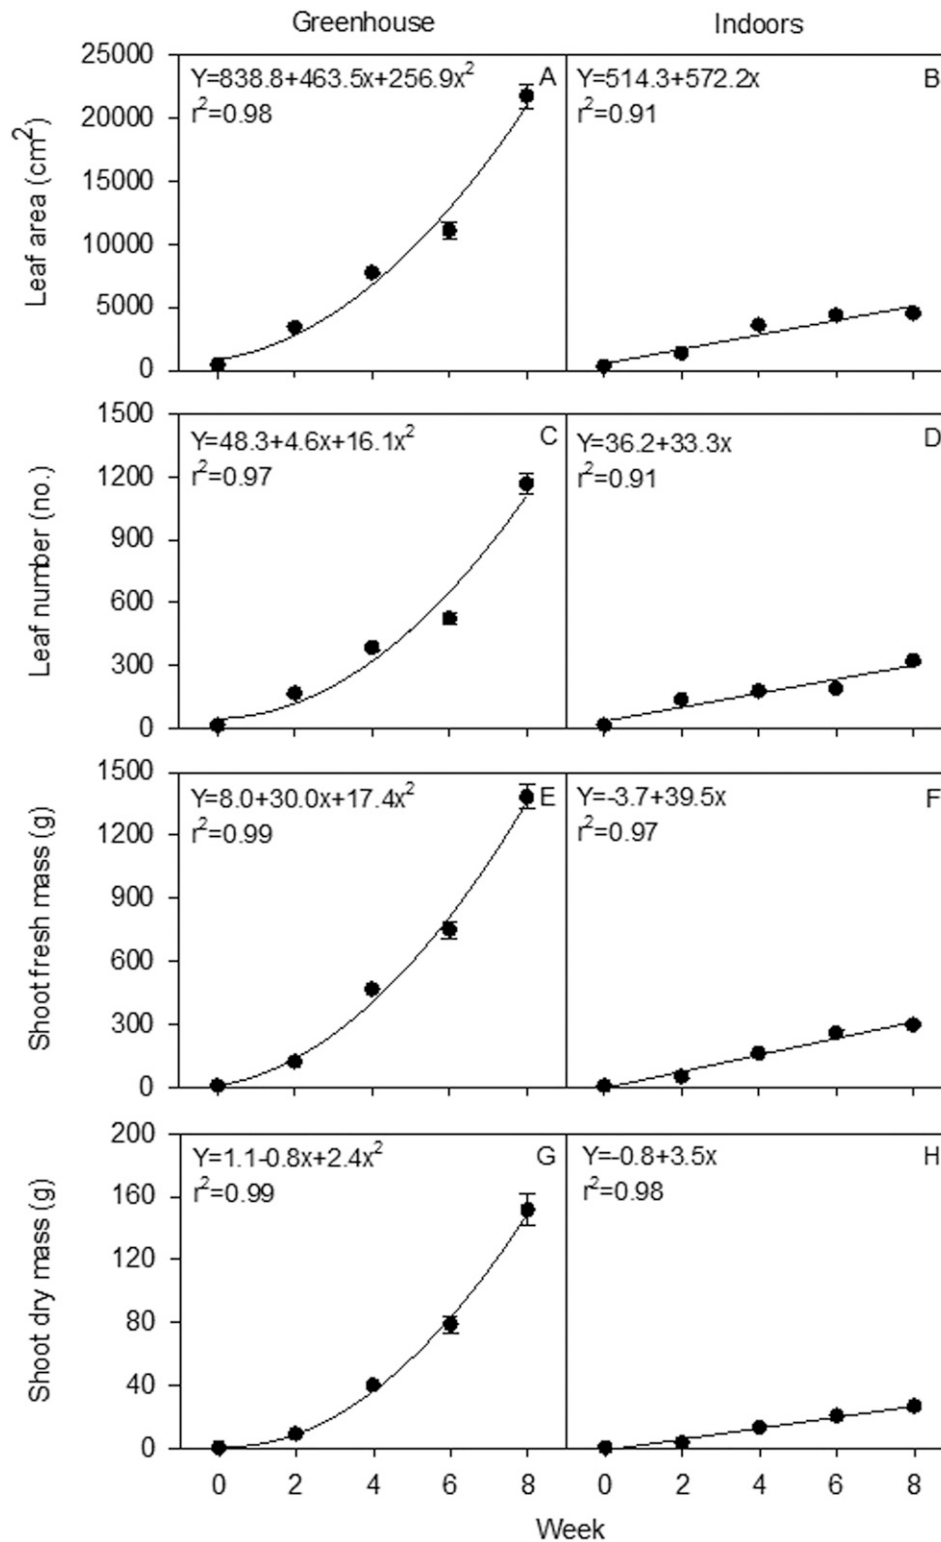 Greenhouse Indoors
Leaf area (cm²)
25000
20000
15000
10000
5000
0
Y=838.8+463.5x+256.9x² A
r²=0.98
Y=514.3+572.2x B
r²=0.91
Leaf number (no.)
1500
1200
900
600
300
0
Y=48.3+4.6x+16.1x² C
r²=0.97
Y=36.2+33.3x D
r²=0.91
Shoot fresh mass (g)
1500
1200
900
600
300
0
Y=8.0+30.0x+17.4x² E
r²=0.99
Y=-3.7+39.5x F
r²=0.97
Shoot dry mass (g)
200
160
120
80
40
0
Y=1.1-0.8x+2.4x² G
r²=0.99
Y=-0.8+3.5x H
r²=0.98
0 2 4 6 8 0 2 4 6 8
Week